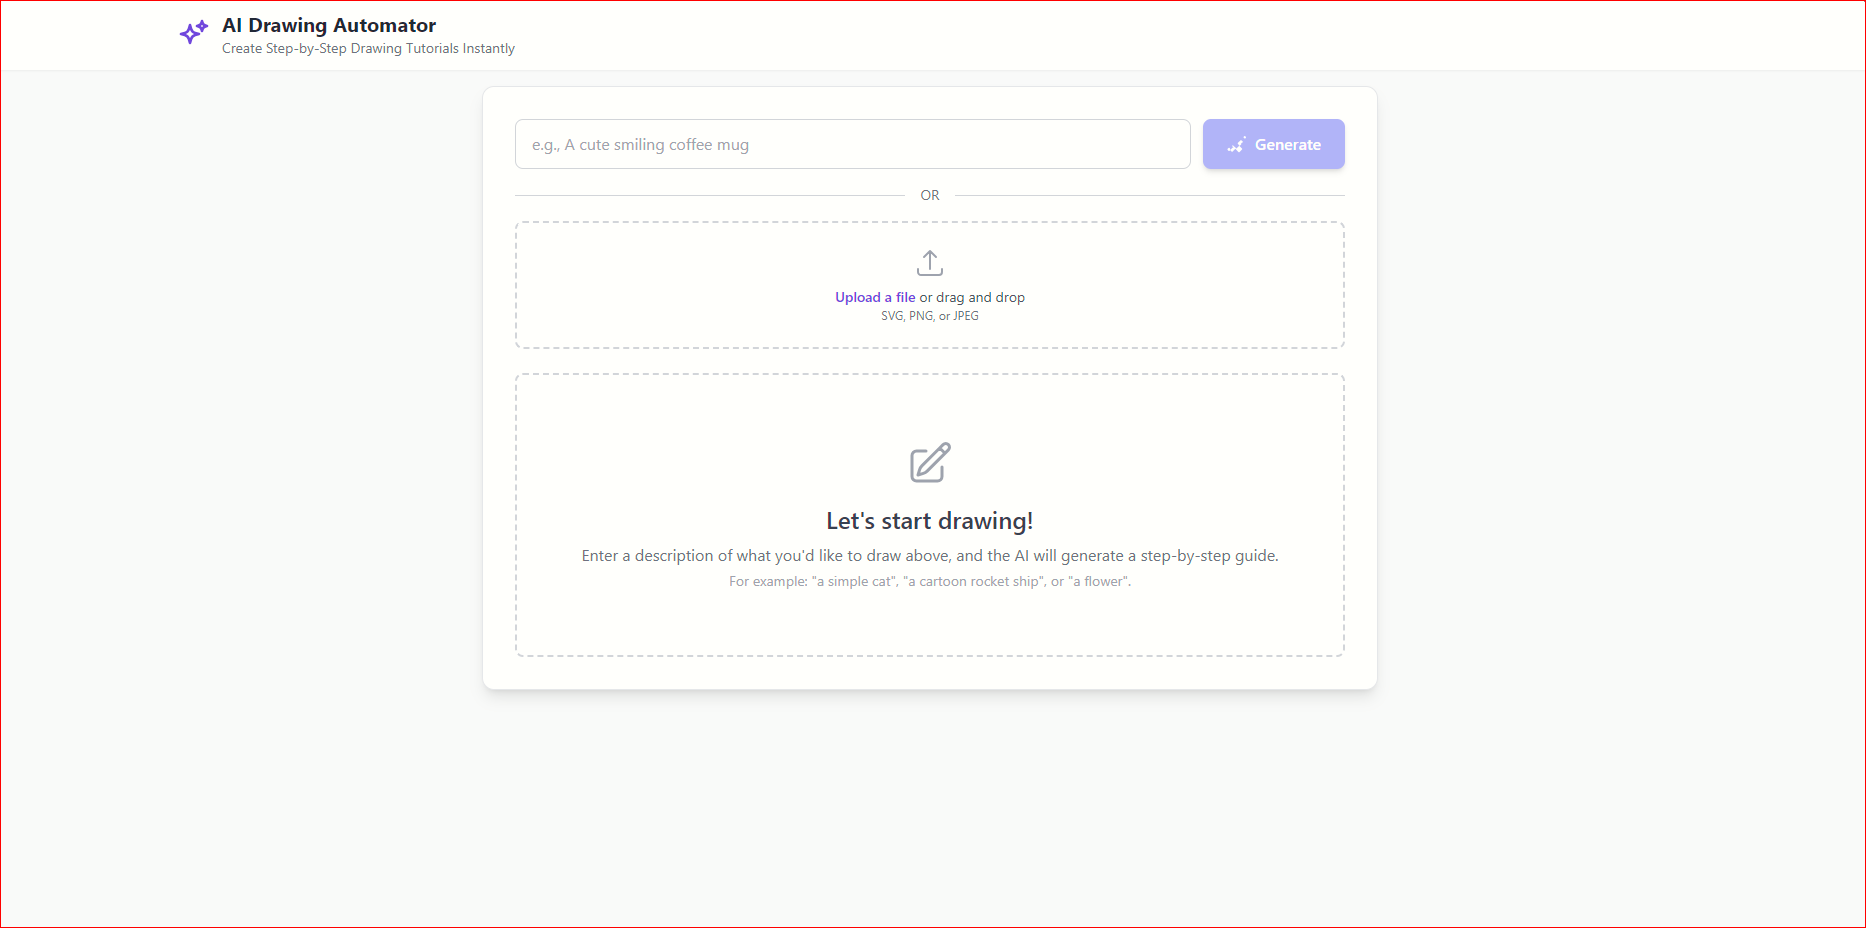 AI Drawing Automator
Create Step-by-Step Drawing Tutorials Instantly
e.g., A cute smiling coffee mug
Generate
OR
Upload a file or drag and drop
SVG, PNG, or JPEG
Let's start drawing!
Enter a description of what you'd like to draw above, and the AI will generate a step-by-step guide.
For example: "a simple cat", "a cartoon rocket ship", or "a flower".